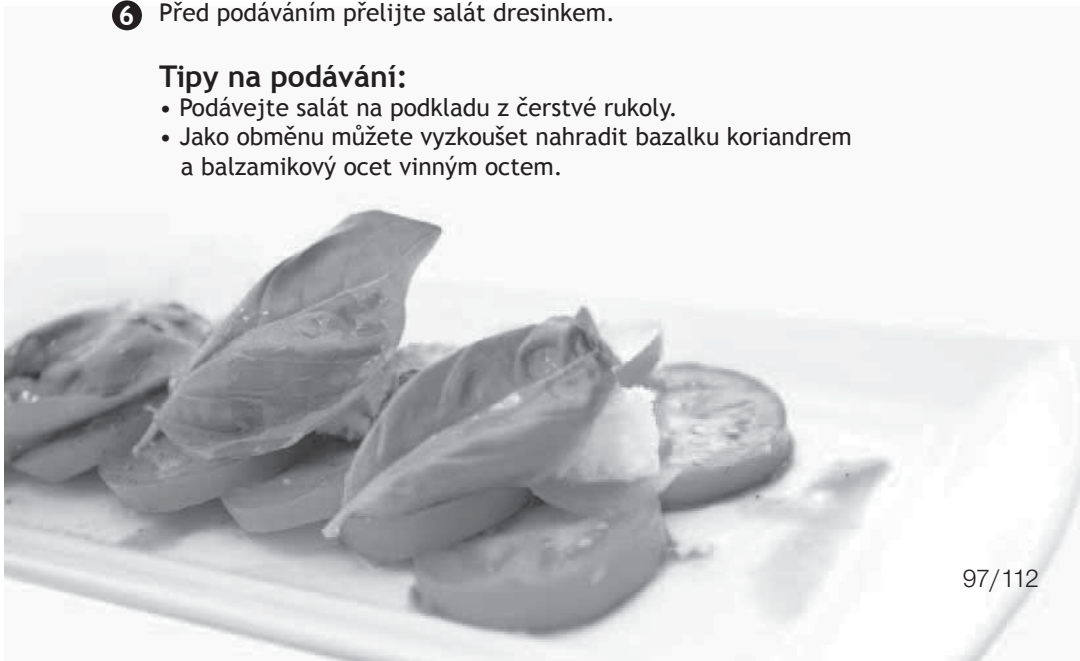 6 Před podáváním přelijte salát dresinkem.
Tipy na podávání:
• Podávejte salát na podkladu z čerstvé rukoly.
• Jako obměnu můžete vyzkoušet nahradit bazalku koriandrem
a balzamikový ocet vinným octem.
97/112